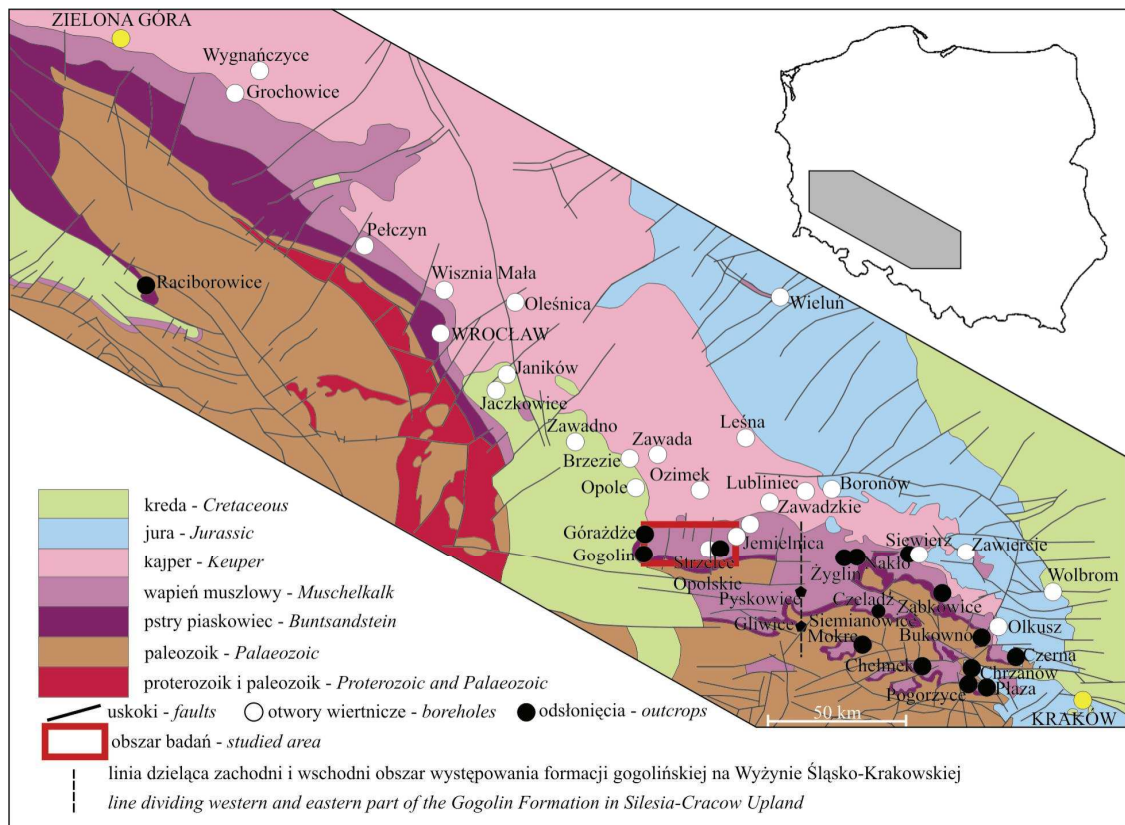 ZIELONA GÓRA
Wygnańczyce
Grochowice
Pełczyn
Raciborowice
Wisznia Mała
Oleśnica
Wieluń
WROCŁAW
Janików
Jaczkowice
Zawadno
Zawada
Leśna
Brzezie
Ozimek
Opole
Lubliniec
Boronów
Zawadzkie
Górażdże
Jemielnica
Siewierz
Zawiercie
Gogolin
Strzelce
Opolskie
Żyglin
Nakło
Wolbrom
Pyskowice
Czeladź
Ząbkowice
Gliwice
Siemianowice
Mokre
Bukowno
Olkusz
Czerna
Chełmek
Chrzanów
Pogorzyce
Płaza
KRAKÓW
50 km
kreda - Cretaceous
jura - Jurassic
kajper - Keuper
wapień muszlowy - Muschelkalk
pstry piaskowiec - Buntsandstein
paleozoik - Palaeozoic
proterozoik i paleozoik - Proterozoic and Palaeozoic
uskoki - faults
otwory wiertnicze - boreholes
odsłonięcia - outcrops
obszar badań - studied area
linia dzieląca zachodni i wschodni obszar występowania formacji gogolińskiej na Wyżynie Śląsko-Krakowskiej
line dividing western and eastern part of the Gogolin Formation in Silesia-Cracow Upland